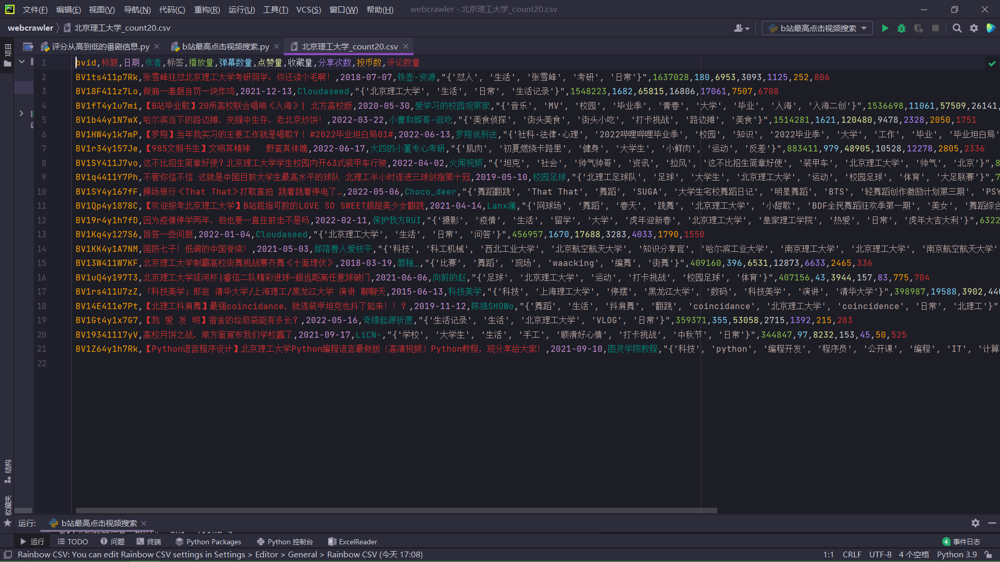 文件(F) 编辑(E) 视图(V) 导航(N) 代码(C) 重构(R) 运行(U) 工具(T) VCS(S) 窗口(W) 帮助(H) webcrawler - 北京理工大学_count20.csv
webcrawler 北京理工大学_count20.csv b站最高点击视频搜索
项目
评分从高到低的番剧信息.py b站最高点击视频搜索.py 北京理工大学_count20.csv
1 bvid,标题,日期,作者,标签,播放量,弹幕数量,点赞量,收藏量,分享次数,投币数,评论数量
2 BV1ts411p7Rk,张雪峰狂怼北京理工大学考研同学：你还读个毛啊！,2018-07-07,铁壶-资源,"{'怼人', '生活', '张雪峰', '考研', '日常'}",1637028,180,6953,3093,1125,252,806
3 BV18F411z7Lo,做崩一套题自罚一块炸鸡,2021-12-13,Cloudaseed,"{'北京理工大学', '生活', '日常', '生活记录'}",1548223,1682,65815,16806,17061,7507,6708
4 BV1fT4y1u7mi,【B站毕业歌】20所高校联合唱响《入海》| 北方高校版,2020-05-30,爱学习的校园观察家,"{'音乐', 'MV', '校园', '毕业季', '青春', '大学', '毕业', '入海', '入海二创'}",1536698,11061,57509,26141,
5 BV1b44y1N7wX,哈尔滨当下的路边摊，夹缝中生存，老北京炒饼！,2022-03-22,小曹和辉哥-逛吃,"{'美食侦探', '街头美食', '街头小吃', '打卡挑战', '路边摊', '美食'}",1514281,1621,120480,9478,2328,2050,1751
6 BV1HW4y1k7mP,【罗翔】当年我实习的主要工作就是唱歌？！#2022毕业坦白局01#,2022-06-13,罗翔说刑法,"{'社科·法律·心理', '2022哔哩哔哩毕业季', '校园', '知识', '2022毕业季', '大学', '工作', '毕业', '毕业坦白局'
7 BV1r34y157Je,【985文弱书生】文明其精神 野蛮其体魄,2022-06-17,大四的小董专心考研,"{'肌肉', '初夏燃烧卡路里', '健身', '大学生', '小鲜肉', '运动', '反差'}",883411,979,48905,10528,12278,2805,2336
8 BV1SY411J7vo,这不比招生简章好使？北京理工大学学生校园内开63式装甲车行驶,2022-04-02,火闻视频,"{'坦克', '社会', '帅气帅哥', '资讯', '拉风', '这不比招生简章好使', '装甲车', '北京理工大学', '帅气', '北京'}",8
9 BV1q4411Y7Ph,不管你信不信 这就是中国目前大学生最高水平的球队 北理工半小时连进三球剑指第十冠,2019-05-10,校园足球,"{'北理工足球队', '足球', '大学生', '北京理工大学', '运动', '校园足球', '体育', '大足联赛'}",7
10 BV1SY4y167fF,操场银行《That That》打歌直拍 跳着跳着停电了…,2022-05-06,Choco_deer,"{'舞蹈翻跳', 'That That', '舞蹈', 'SUGA', '大学生宅校舞蹈日记', '明星舞蹈', 'BTS', '轻舞蹈创作激励计划第三期', 'PSY
11 BV1Qp4y1878C,【欢迎报考北京理工大学】B站屈指可数的LOVE SO SWEET超甜美少女翻跳,2021-04-14,Lanx澜,"{'网球场', '舞蹈', '春天', '跳舞', '北京理工大学', '小甜歌', 'BDF全民舞蹈狂欢季第一期', '美女', '舞蹈综合
12 BV19r4y1h7fD,因为疫情停学两年，但也要一直往前走不是吗,2022-02-11,保护我方RUI,"{'摄影', '疫情', '生活', '留学', '大学', '虎年迎新春', '北京理工大学', '皇家理工学院', '热爱', '日常', '虎年大吉大利'}",6322
13 BV1Kq4y127S6,回答一些问题,2022-01-04,Cloudaseed,"{'北京理工大学', '生活', '日常', '问答'}",456957,1670,17688,3283,4033,1790,1550
14 BV1KK4y1A7NM,国防七子！低调的中国脊梁！,2021-05-03,部落兽人爱核平,"{'科技', '科工机械', '西北工业大学', '北京航空航天大学', '知识分享官', '哈尔滨工业大学', '南京理工大学', '北京理工大学', '南京航空航天大学'
15 BV13W411W7KF,北京理工大学制霸高校街舞挑战赛齐舞《十面埋伏》,2018-03-19,唇釉_,"{'比赛', '舞蹈', '现场', 'waacking', '编舞', '街舞'}",409160,396,6531,12873,6633,2465,336
16 BV1uQ4y197T3,北京理工大学延河杯|睿信二队精彩进球—超远距离任意球破门,2021-06-06,向前的赵,"{'足球', '北京理工大学', '运动', '打卡挑战', '校园足球', '体育'}",407156,43,3944,157,83,775,704
17 BV1rs411U7zZ,「科技美学」那岩 清华大学/上海理工/黑龙江大学 演讲 聊聊天,2015-06-13,科技美学,"{'科技', '上海理工大学', '停摆', '黑龙江大学', '数码', '科技美学', '演讲', '清华大学'}",398987,19588,3902,440
18 BV14E411e7Pt,【北理工抖肩舞】最强coincidance，就连装甲坦克也抖了起来！！？,2019-11-12,陈独SHOWo,"{'舞蹈', '生活', '抖肩舞', '翻跳', 'coincidance', '北京理工大学', 'coincidence', '日常', '北理工'}"
19 BV1Gt4y1x7G7,【我 爱 发 明】宿舍的垃圾袋能有多长？,2022-05-16,奇缘起源祈愿,"{'生活记录', '生活', '北京理工大学', 'VLOG', '日常'}",359371,355,53058,2715,1392,215,283
20 BV19341117yV,高校月饼之战，单方面宣布我们学校赢了,2021-09-17,LiCN-,"{'学校', '大学生', '生活', '手工', '顺滑好心情', '打卡挑战', '中秋节', '日常'}",344847,97,8232,153,45,50,525
21 BV1Z64y1h7Rk,【Python语言程序设计】北京理工大学Python编程语言最新版（高清视频）Python教程，现分享给大家！,2021-09-10,图灵学院教程,"{'科技', 'python', '编程开发', '程序员', '公开课', '编程', 'IT', '计算
22
结构
收藏夹
运行: b站最高点击视频搜索
运行 TODO 问题 终端 Python Packages Python 控制台 ExcelReader 4 事件日志
Rainbow CSV: You can edit Rainbow CSV settings in Settings > Editor > General > Rainbow CSV (今天 17:08) 1:1 CRLF UTF-8 4 个空格 Python 3.9